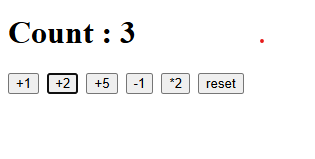 Count : 3
+1 +2 +5 -1 *2 reset